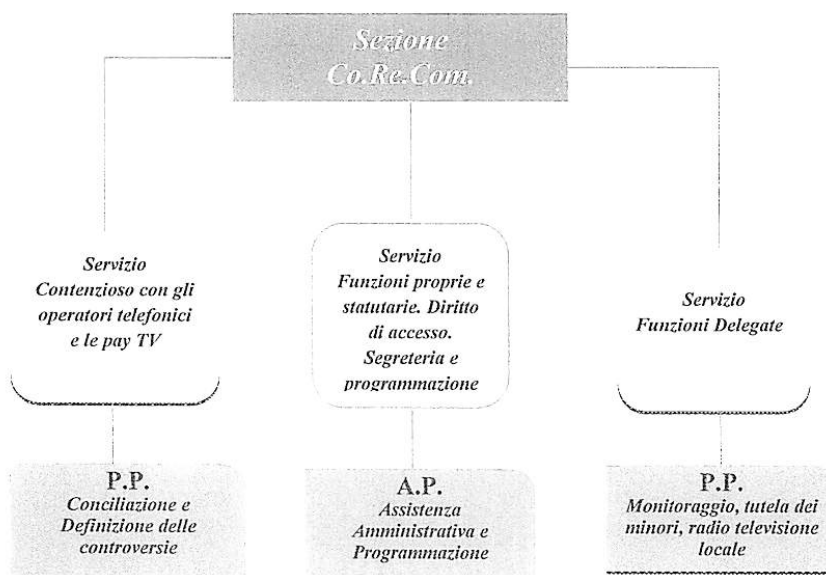 Sezione
Co.Re.Com.
Servizio
Contenzioso con gli
operatori telefonici
e le pay TV
Servizio
Funzioni proprie e
statutarie. Diritto
di accesso.
Segreteria e
programmazione
Servizio
Funzioni Delegate
P.P.
Conciliazione e
Definizione delle
controversie
A.P.
Assistenza
Amministrativa e
Programmazione
P.P.
Monitoraggio, tutela dei
minori, radio televisione
locale